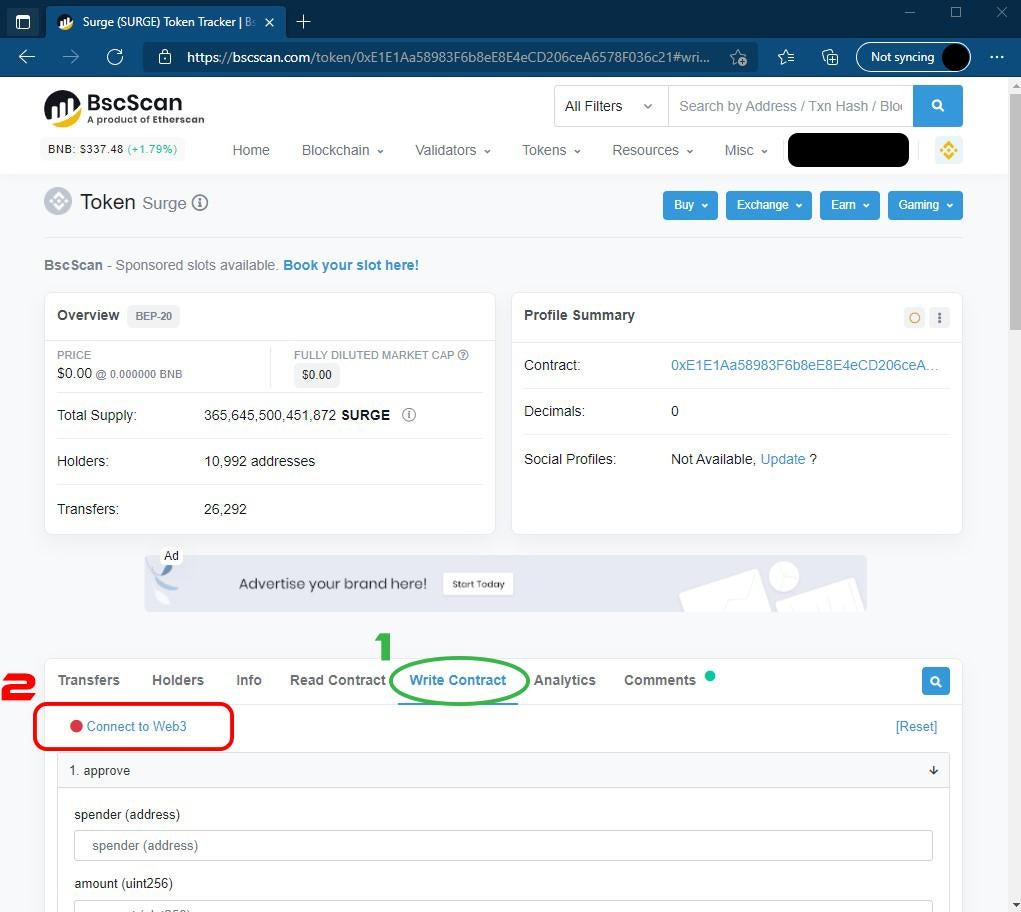 Surge (SURGE) Token Tracker | Bs
https://bscscan.com/token/0xE1E1Aa58983F6b8eE8E4eCD206ceA6578F036c21#wri...
Not syncing
BscScan
A product of Etherscan
All Filters
Search by Address / Txn Hash / Bloc
BNB: $337.48 (+1.79%)
Home Blockchain Validators Tokens Resources Misc
Token Surge
Buy Exchange Earn Gaming
BscScan - Sponsored slots available. Book your slot here!
Overview BEP-20
PRICE
$0.00 @ 0.000000 BNB
FULLY DILUTED MARKET CAP
$0.00
Total Supply: 365,645,500,451,872 SURGE
Holders: 10,992 addresses
Transfers: 26,292
Profile Summary
Contract: 0xE1E1Aa58983F6b8eE8E4eCD206ceA...
Decimals: 0
Social Profiles: Not Available, Update ?
Ad
Advertise your brand here! Start Today
1
2
Transfers Holders Info Read Contract Write Contract Analytics Comments
Connect to Web3 [Reset]
1. approve
spender (address)
spender (address)
amount (uint256)